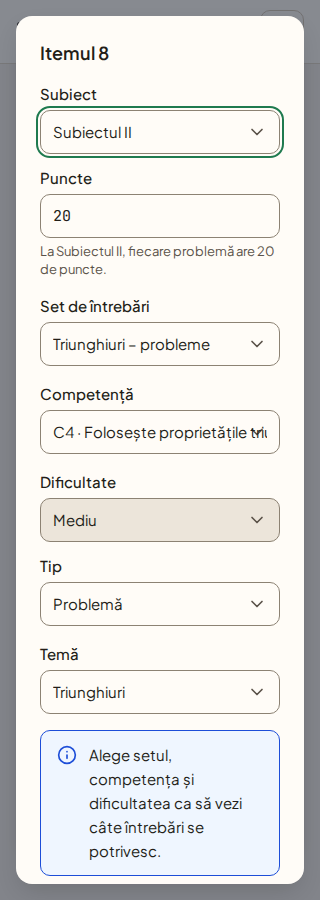 Itemul 8
Subiect
Subiectul II
Puncte
20
La Subiectul II, fiecare problemă are 20
de puncte.
Set de întrebări
Triunghiuri – probleme
Competență
C4 · Folosește proprietățile
Dificultate
Mediu
Tip
Problemă
Temă
Triunghiuri
Alege setul,
competența și
dificultatea ca să vezi
câte întrebări se
potrivesc.